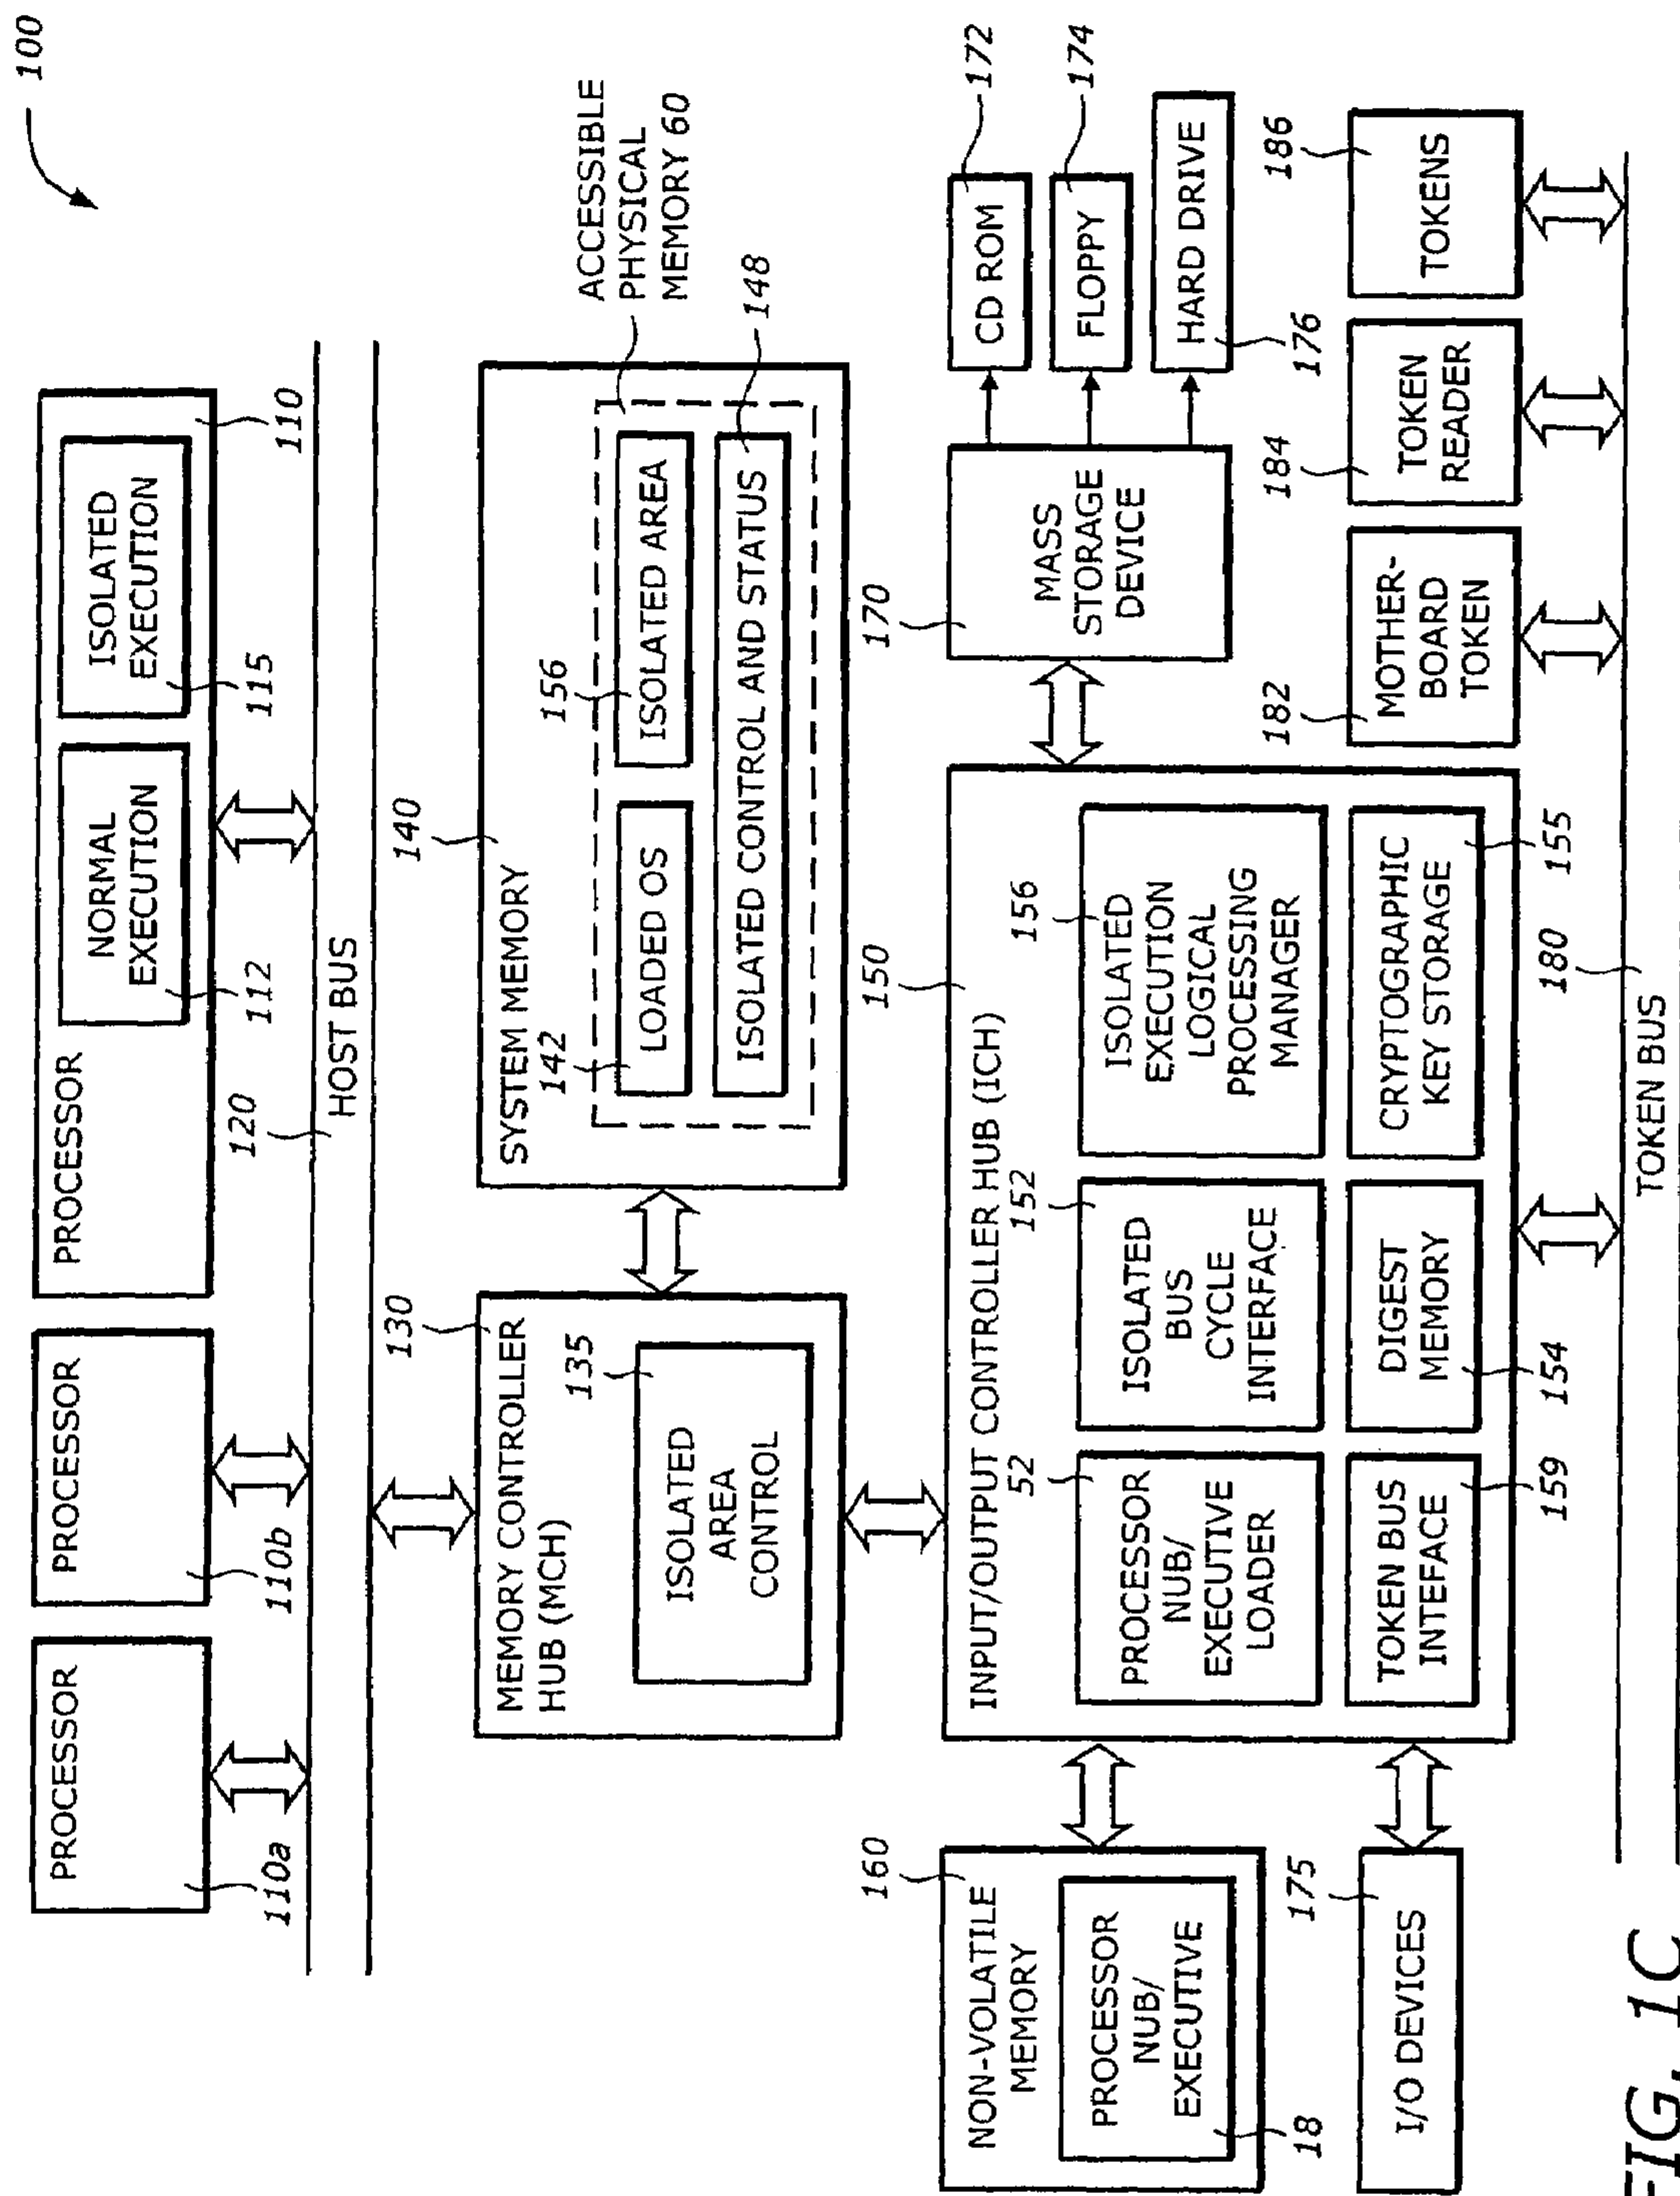 100
PROCESSOR
110a
PROCESSOR
110b
PROCESSOR
NORMAL
EXECUTION
112
ISOLATED
EXECUTION
115
110
120
HOST BUS
130
MEMORY CONTROLLER
HUB (MCH)
135
ISOLATED
AREA
CONTROL
140
SYSTEM MEMORY
142
LOADED OS
156
ISOLATED AREA
ISOLATED CONTROL AND STATUS
ACCESSIBLE
PHYSICAL
MEMORY 60
148
150
INPUT/OUTPUT CONTROLLER HUB (ICH)
52
PROCESSOR
NUB/
EXECUTIVE
LOADER
152
ISOLATED
BUS
CYCLE
INTERFACE
156
ISOLATED
EXECUTION
LOGICAL
PROCESSING
MANAGER
TOKEN BUS
INTEFACE
159
DIGEST
MEMORY
154
CRYPTOGRAPHIC
KEY STORAGE
155
160
NON-VOLATILE
MEMORY
PROCESSOR
NUB/
EXECUTIVE
18
175
I/O DEVICES
170
MASS
STORAGE
DEVICE
CD ROM
172
FLOPPY
174
HARD DRIVE
176
182
MOTHER-
BOARD
TOKEN
184
TOKEN
READER
186
TOKENS
180
TOKEN BUS
FIG. 1C